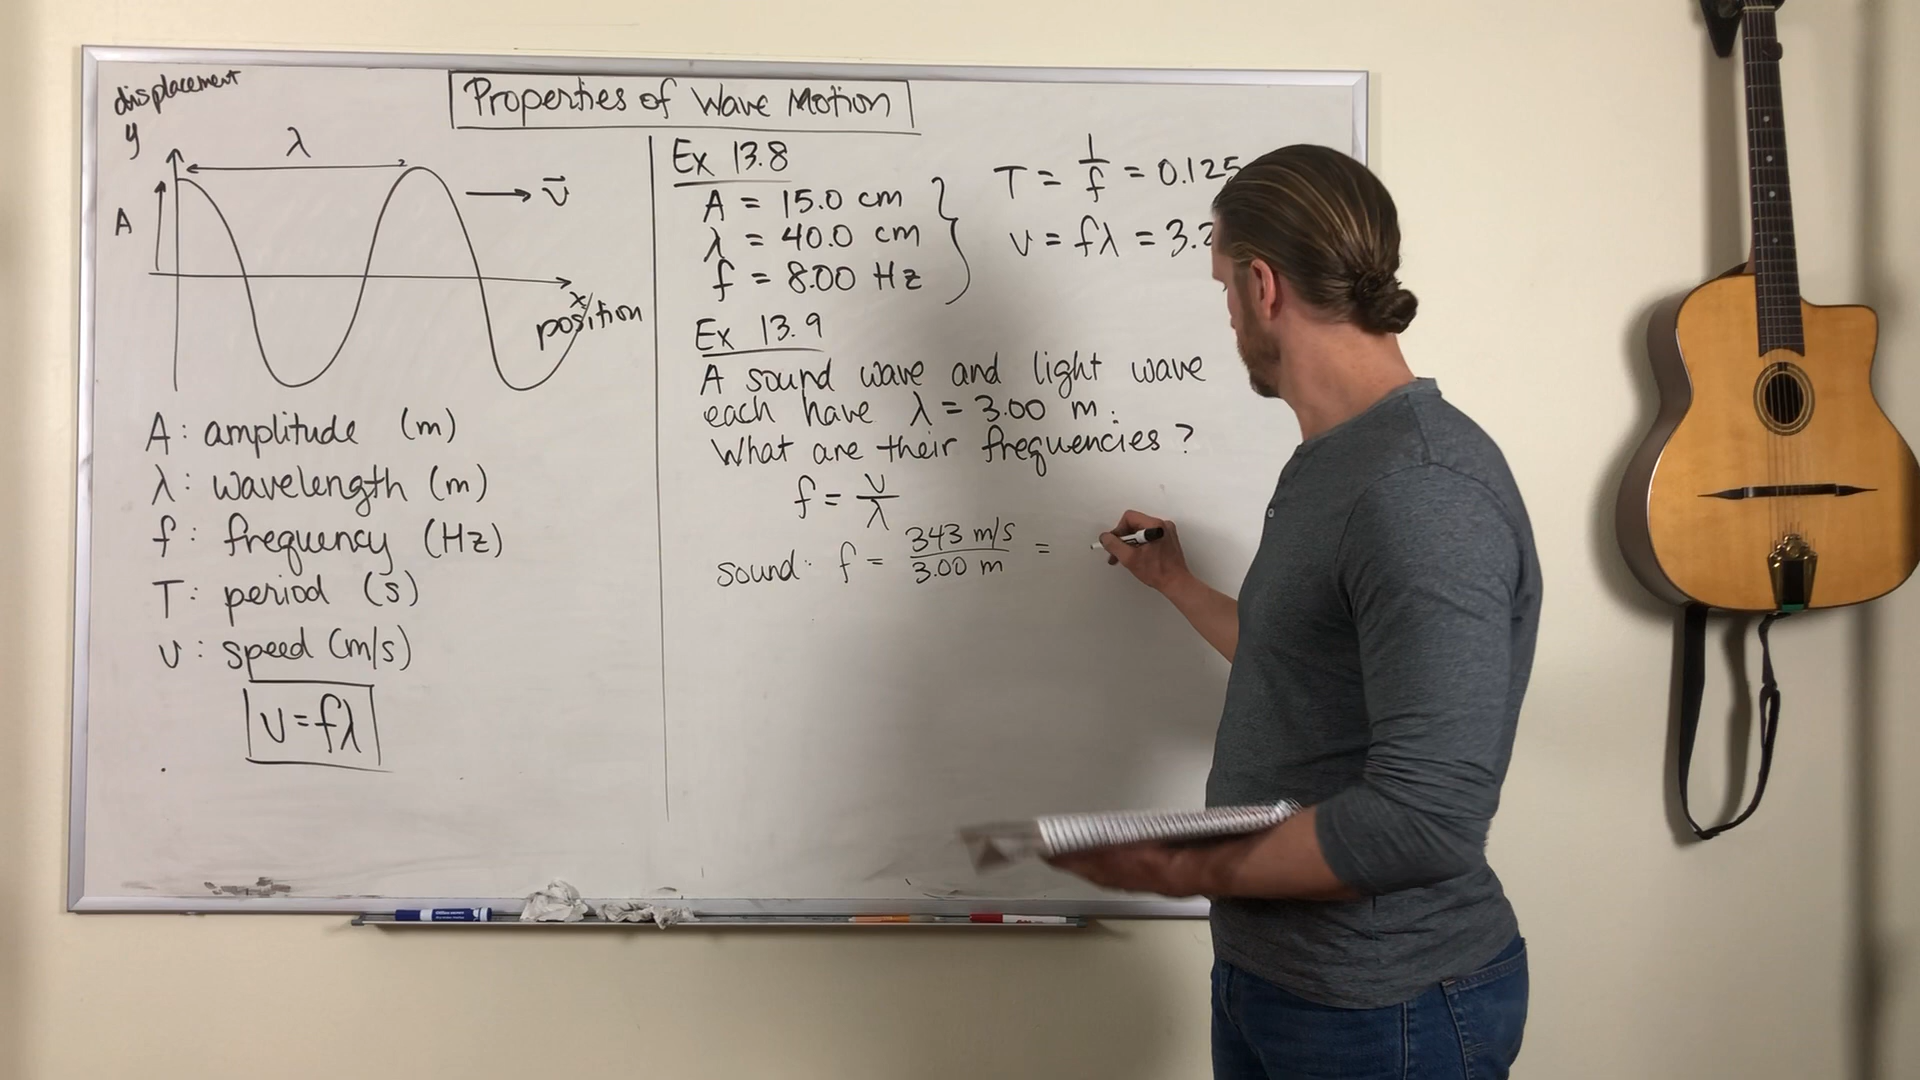 Properties of Wave Motion
displacement
y
λ
v
A
x/
position
A: amplitude (m)
λ: wavelength (m)
f: frequency (Hz)
T: period (s)
v: speed (m/s)
v=fλ
Ex 13.8
A = 15.0 cm
λ = 40.0 cm
f = 8.00 Hz
T = 1/f = 0.125
v = fλ = 3.2
Ex 13.9
A sound wave and light wave
each have λ = 3.00 m.
What are their frequencies?
f = v/λ
sound: f = 343 m/s / 3.00 m =